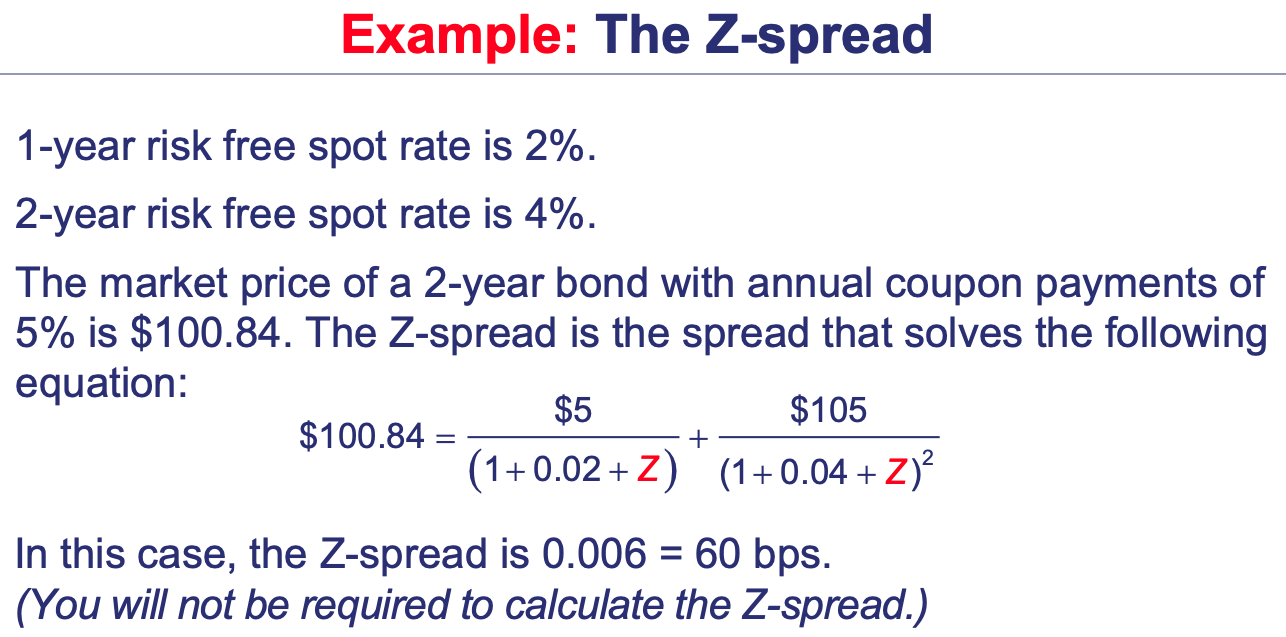 Example: The Z-spread
1-year risk free spot rate is 2%.
2-year risk free spot rate is 4%.
The market price of a 2-year bond with annual coupon payments of
5% is $100.84. The Z-spread is the spread that solves the following
equation:
$100.84 = $5 / (1 + 0.02 + Z) + $105 / (1 + 0.04 + Z)²
In this case, the Z-spread is 0.006 = 60 bps.
(You will not be required to calculate the Z-spread.)